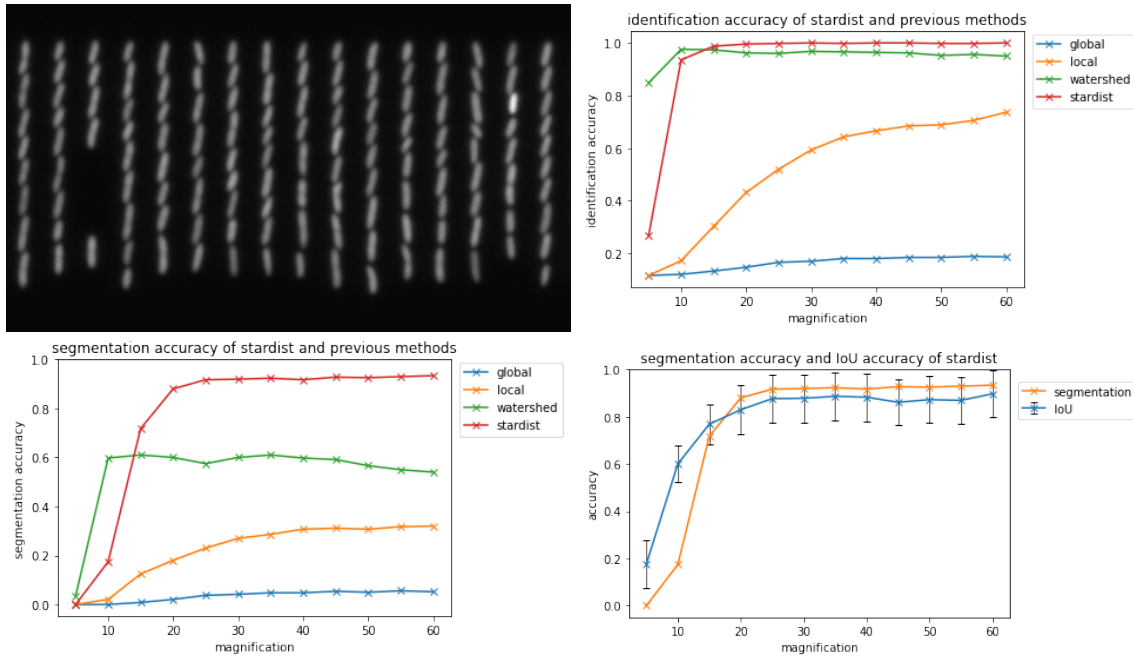 identification accuracy of stardist and previous methods
1.0
0.8
0.6
0.4
0.2
identification accuracy
10
20
30
40
50
60
magnification
global
local
watershed
stardist
segmentation accuracy of stardist and previous methods
1.0
0.8
0.6
0.4
0.2
0.0
segmentation accuracy
10
20
30
40
50
60
magnification
global
local
watershed
stardist
segmentation accuracy and IoU accuracy of stardist
1.0
0.8
0.6
0.4
0.2
0.0
accuracy
10
20
30
40
50
60
magnification
segmentation
IoU